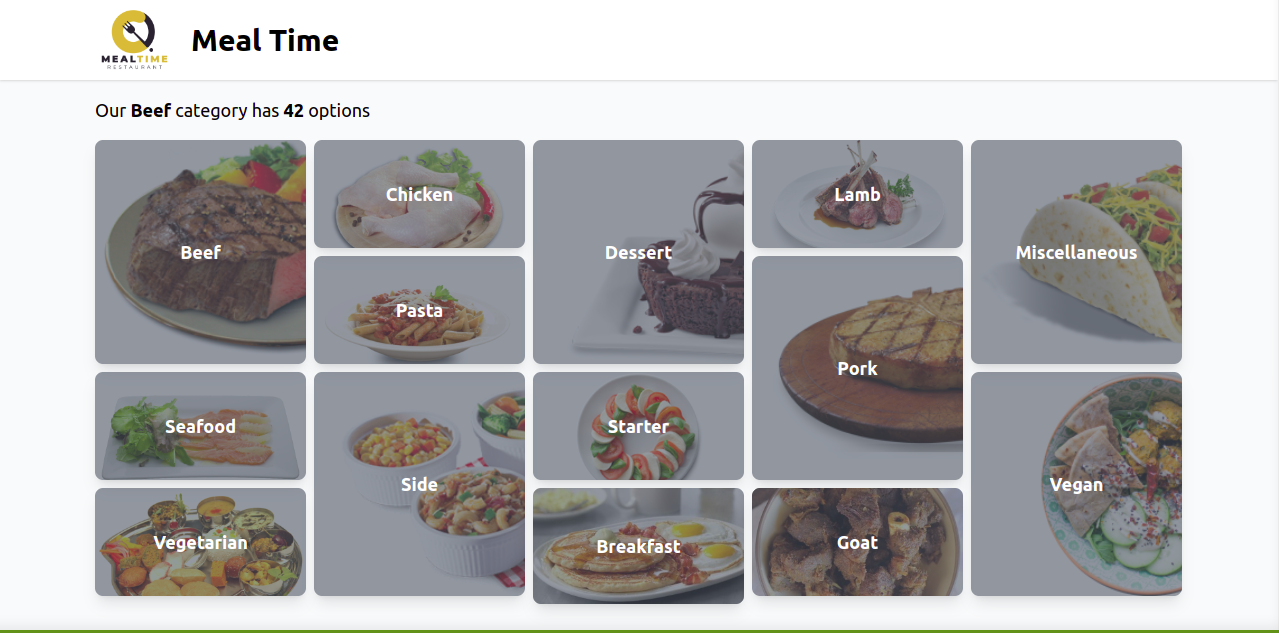 MEALTIME
RESTAURANT
Meal Time
Our Beef category has 42 options
Beef
Chicken
Dessert
Lamb
Miscellaneous
Pasta
Pork
Seafood
Side
Starter
Vegan
Vegetarian
Breakfast
Goat